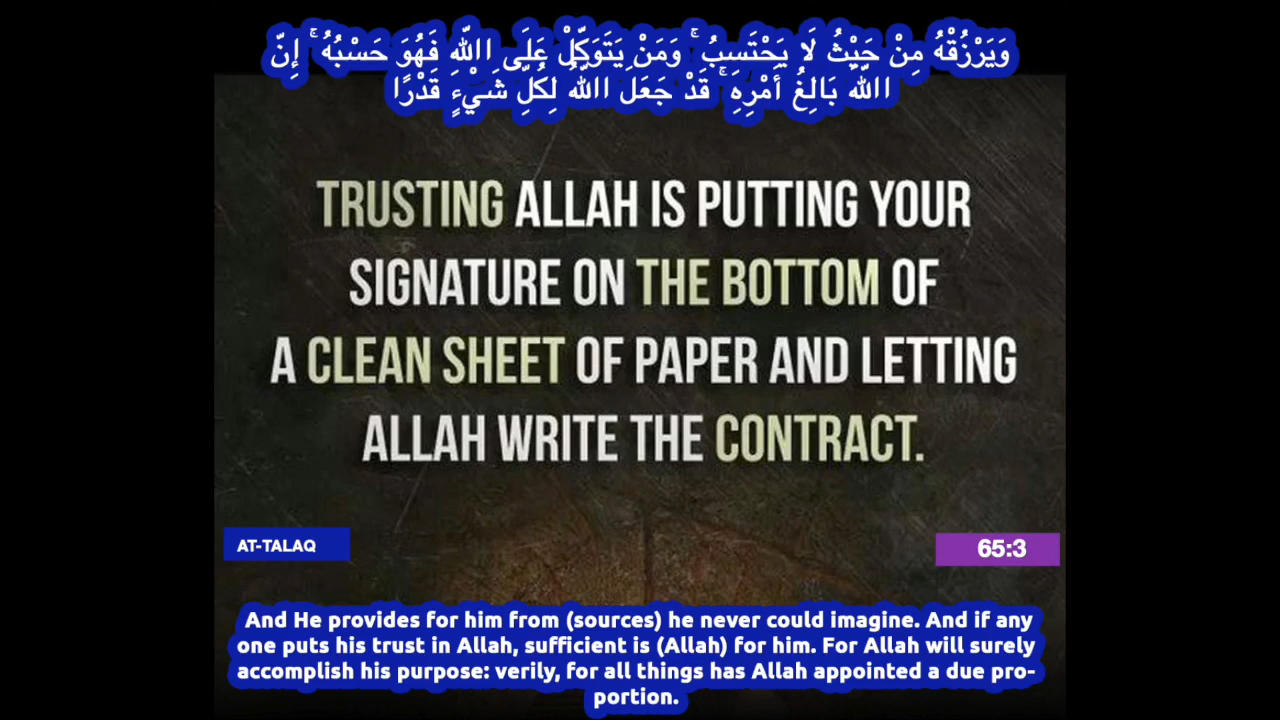 وَيَرْزُقْهُ مِنْ حَيْثُ لَا يَحْتَسِبُ ۚ وَمَنْ يَتَوَكَّلْ عَلَى اللَّهِ فَهُوَ حَسْبُهُ ۚ إِنَّ
اللَّهَ بَالِغُ أَمْرِهِ ۚ قَدْ جَعَلَ اللَّهُ لِكُلِّ شَيْءٍ قَدْرًا
TRUSTING ALLAH IS PUTTING YOUR
SIGNATURE ON THE BOTTOM OF
A CLEAN SHEET OF PAPER AND LETTING
ALLAH WRITE THE CONTRACT.
AT-TALAQ
65:3
And He provides for him from (sources) he never could imagine. And if any
one puts his trust in Allah, sufficient is (Allah) for him. For Allah will surely
accomplish his purpose: verily, for all things has Allah appointed a due pro-
portion.